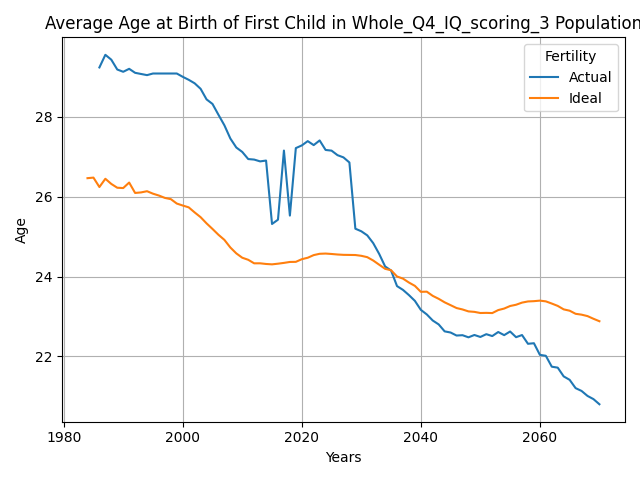 Average Age at Birth of First Child in Whole_Q4_IQ_scoring_3 Population
Fertility
Actual
Ideal
28
26
24
22
Age
1980
2000
2020
2040
2060
Years